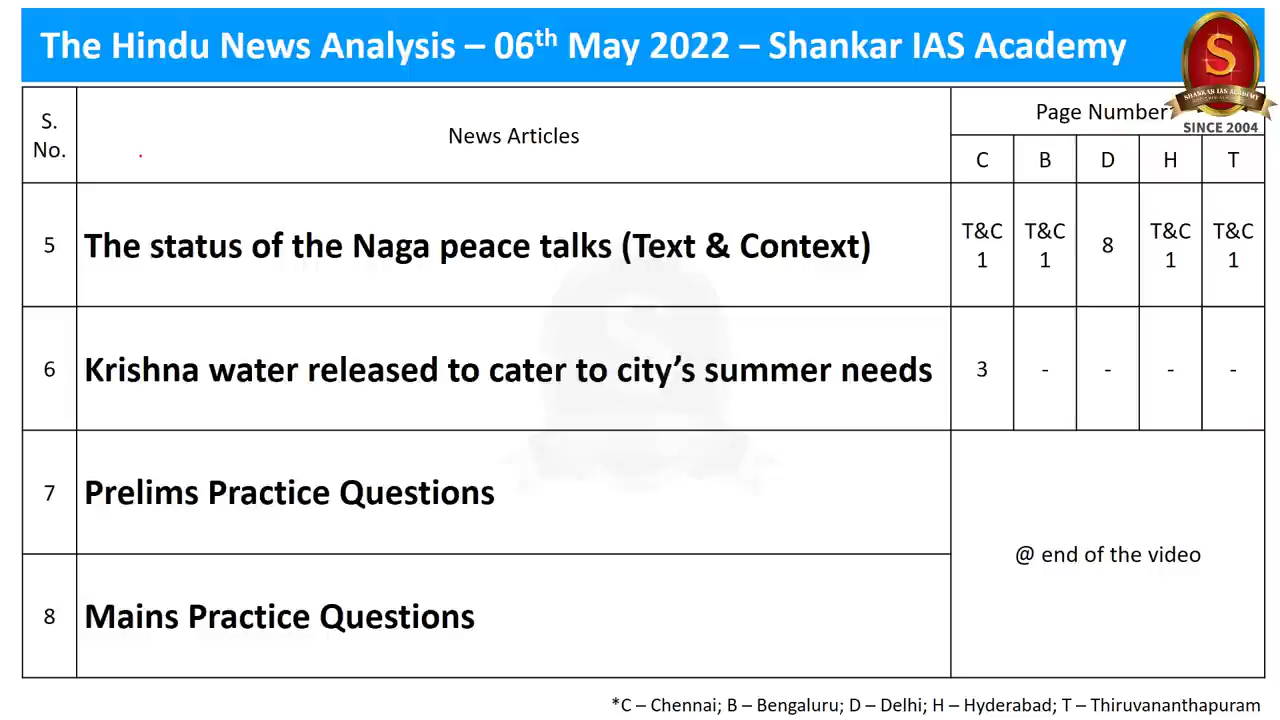 The Hindu News Analysis – 06th May 2022 – Shankar IAS Academy
S
SHANKAR IAS ACADEMY
SINCE 2004
S. No.
News Articles
Page Number
C B D H T
5 The status of the Naga peace talks (Text & Context) T&C 1 T&C 1 8 T&C 1 T&C 1
6 Krishna water released to cater to city’s summer needs 3 - - - -
7 Prelims Practice Questions
@ end of the video
8 Mains Practice Questions
*C – Chennai; B – Bengaluru; D – Delhi; H – Hyderabad; T – Thiruvananthapuram